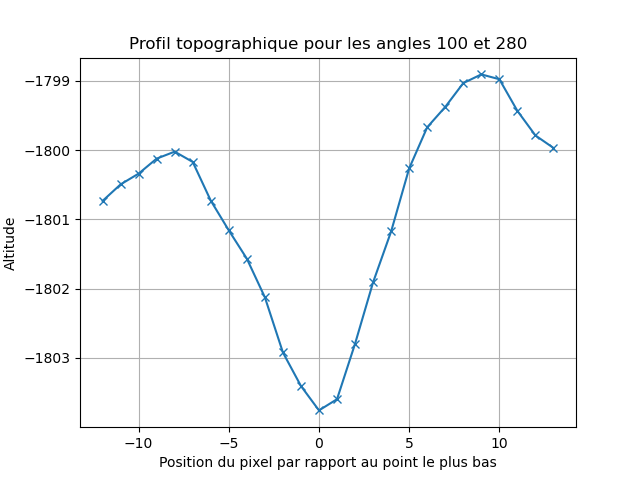 Profil topographique pour les angles 100 et 280
−1799
−1800
−1801
−1802
−1803
Altitude
−10 −5 0 5 10
Position du pixel par rapport au point le plus bas